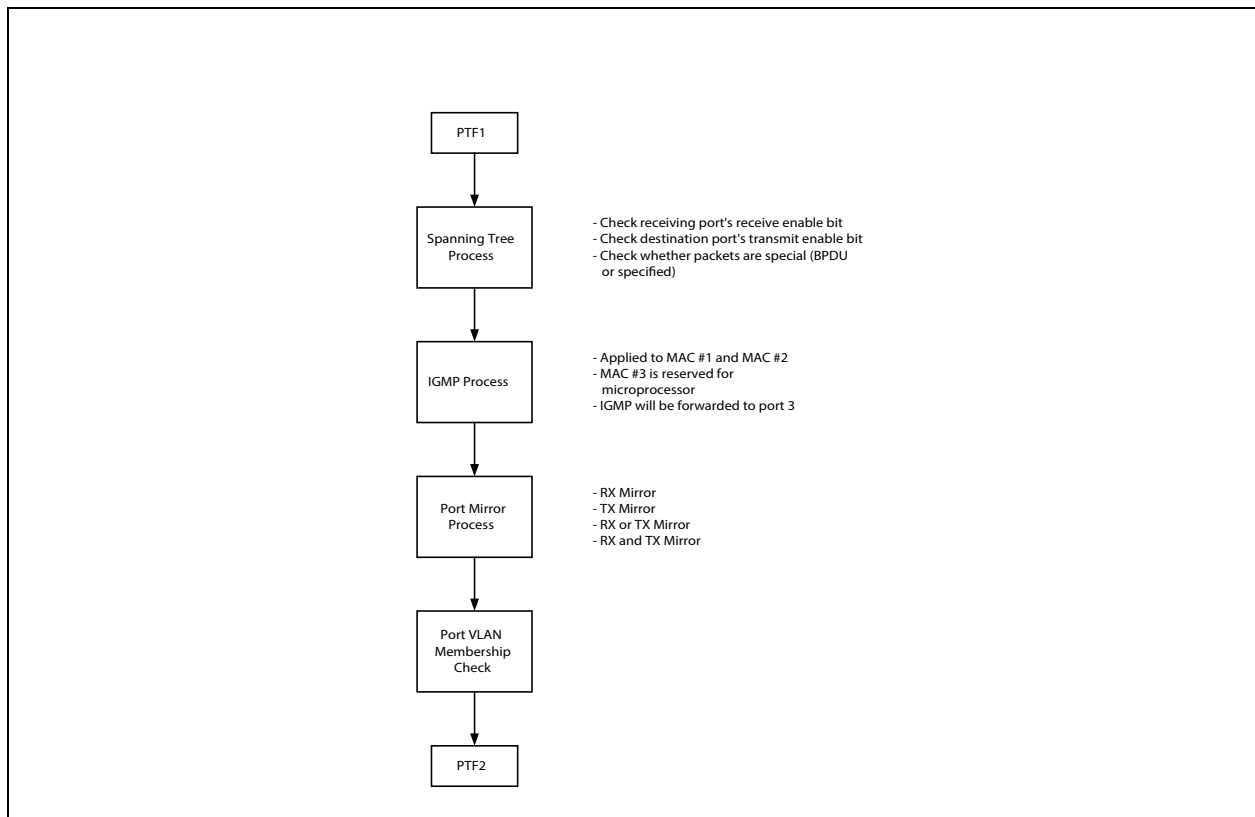 PTF1
Spanning Tree
Process
- Check receiving port's receive enable bit
- Check destination port's transmit enable bit
- Check whether packets are special (BPDU
or specified)
IGMP Process
- Applied to MAC #1 and MAC #2
- MAC #3 is reserved for
microprocessor
- IGMP will be forwarded to port 3
Port Mirror
Process
- RX Mirror
- TX Mirror
- RX or TX Mirror
- RX and TX Mirror
Port VLAN
Membership
Check
PTF2